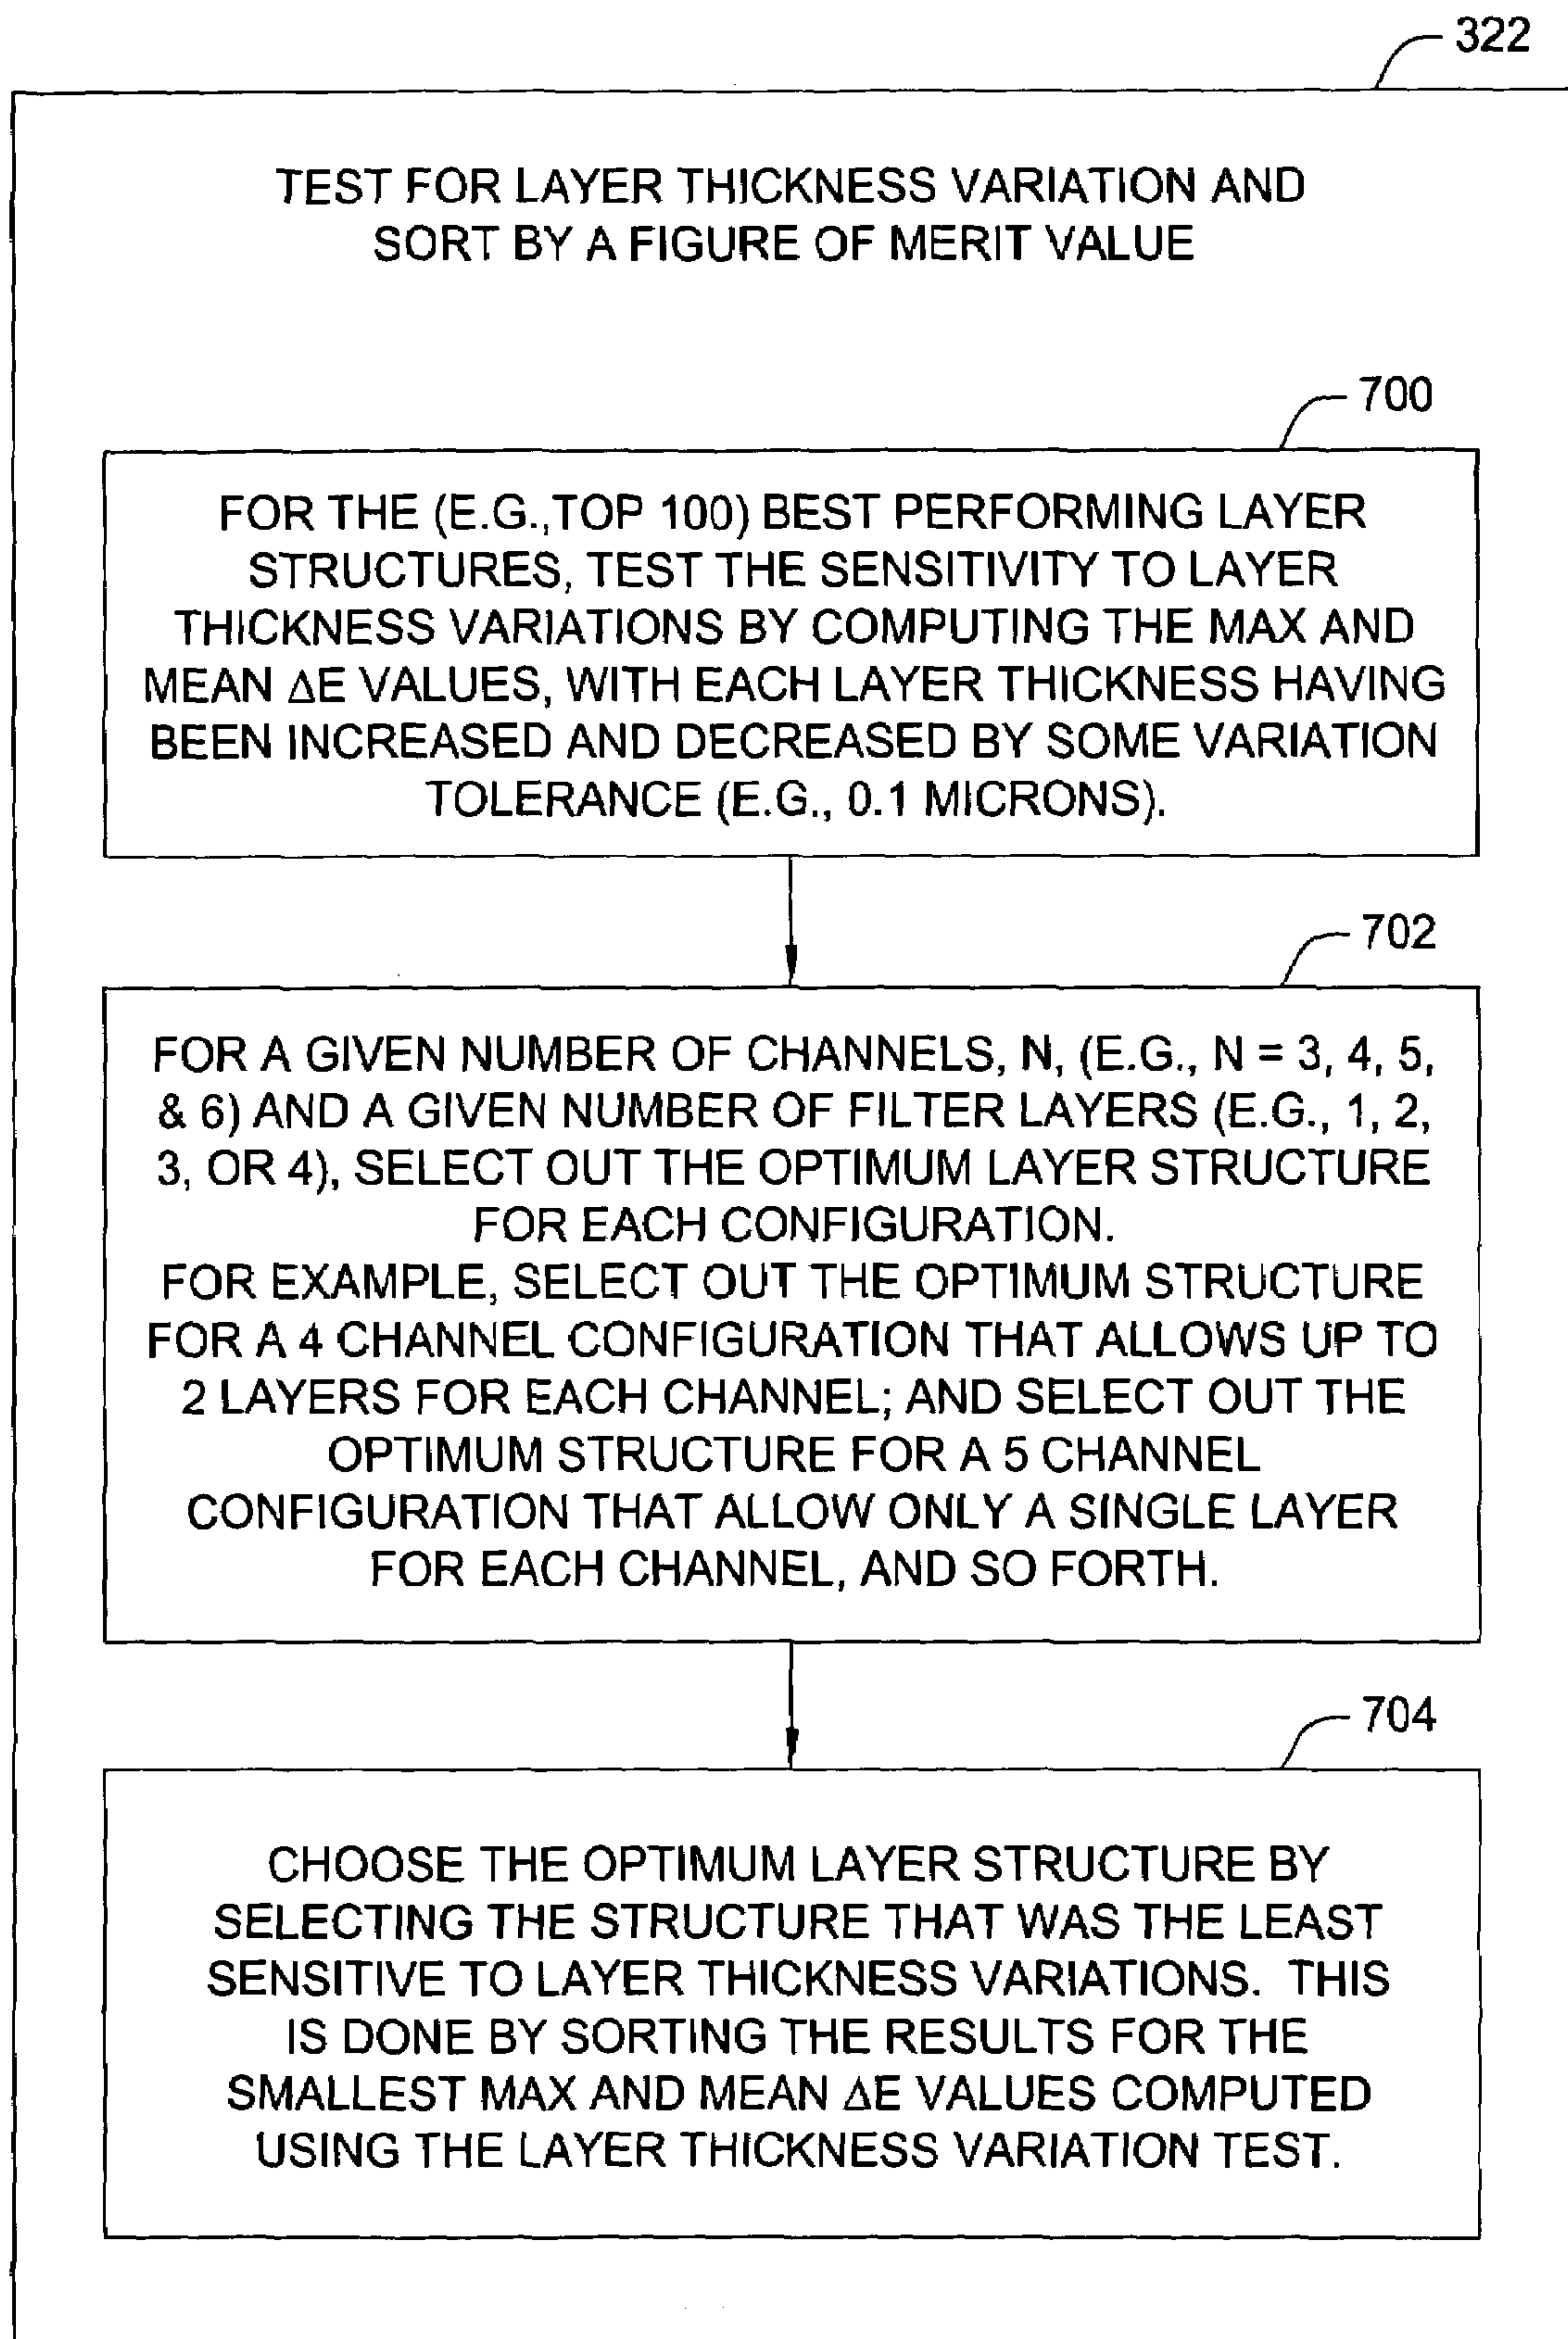 322
TEST FOR LAYER THICKNESS VARIATION AND
SORT BY A FIGURE OF MERIT VALUE
700
FOR THE (E.G.,TOP 100) BEST PERFORMING LAYER
STRUCTURES, TEST THE SENSITIVITY TO LAYER
THICKNESS VARIATIONS BY COMPUTING THE MAX AND
MEAN ΔE VALUES, WITH EACH LAYER THICKNESS HAVING
BEEN INCREASED AND DECREASED BY SOME VARIATION
TOLERANCE (E.G., 0.1 MICRONS).
702
FOR A GIVEN NUMBER OF CHANNELS, N, (E.G., N = 3, 4, 5,
& 6) AND A GIVEN NUMBER OF FILTER LAYERS (E.G., 1, 2,
3, OR 4), SELECT OUT THE OPTIMUM LAYER STRUCTURE
FOR EACH CONFIGURATION.
FOR EXAMPLE, SELECT OUT THE OPTIMUM STRUCTURE
FOR A 4 CHANNEL CONFIGURATION THAT ALLOWS UP TO
2 LAYERS FOR EACH CHANNEL; AND SELECT OUT THE
OPTIMUM STRUCTURE FOR A 5 CHANNEL
CONFIGURATION THAT ALLOW ONLY A SINGLE LAYER
FOR EACH CHANNEL, AND SO FORTH.
704
CHOOSE THE OPTIMUM LAYER STRUCTURE BY
SELECTING THE STRUCTURE THAT WAS THE LEAST
SENSITIVE TO LAYER THICKNESS VARIATIONS.  THIS
IS DONE BY SORTING THE RESULTS FOR THE
SMALLEST MAX AND MEAN ΔE VALUES COMPUTED
USING THE LAYER THICKNESS VARIATION TEST.